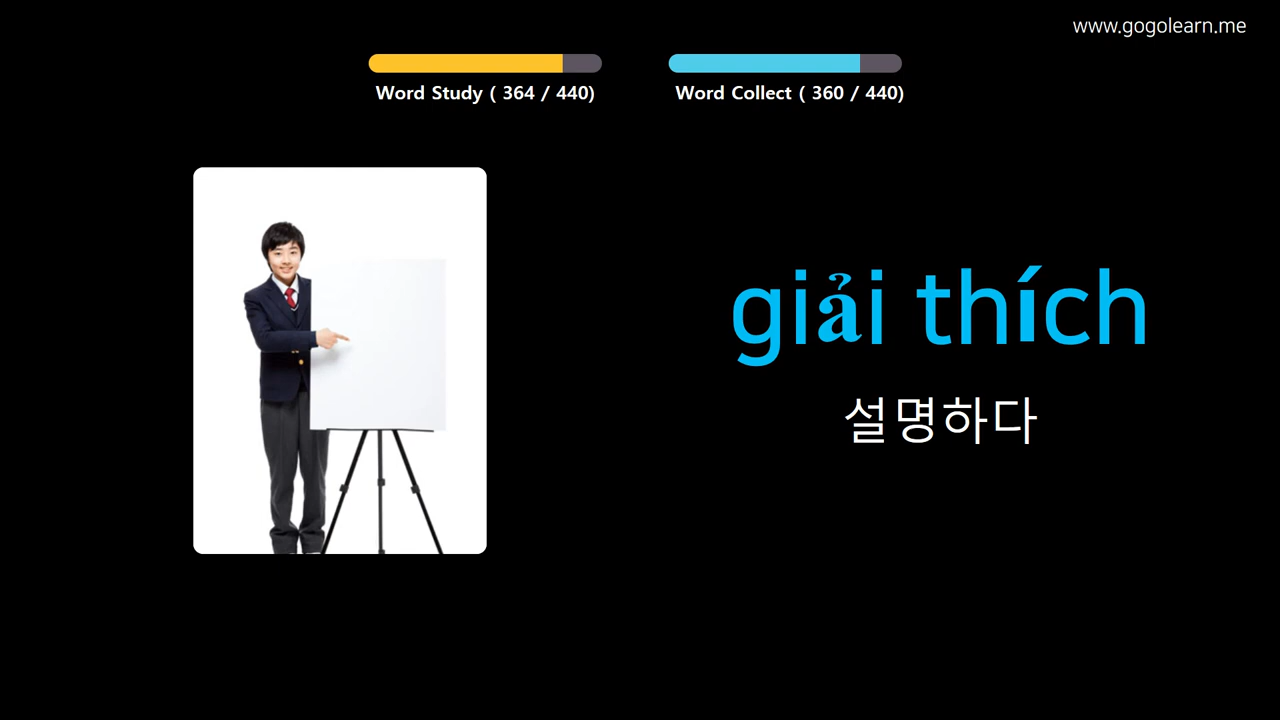 www.gogolearn.me
Word Study ( 364 / 440)
Word Collect ( 360 / 440)
giải thích
설명하다